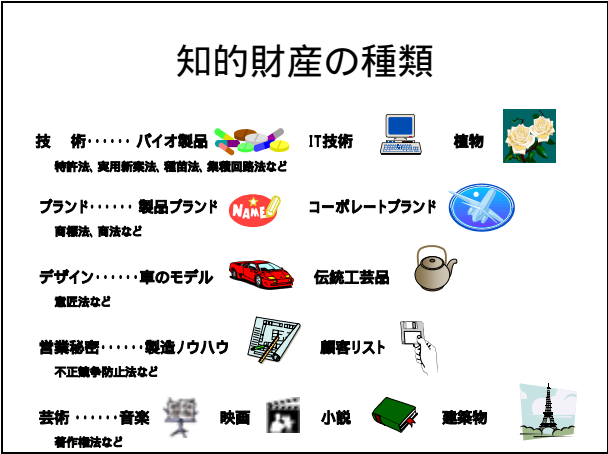 知的財産の種類
技　術・・・・・・ バイオ製品　IT技術　植物
特許法、実用新案法、種苗法、集積回路法など
ブランド・・・・・・ 製品ブランド　NAME　コーポレートブランド
商標法、商法など
デザイン・・・・・・車のモデル　伝統工芸品
意匠法など
営業秘密・・・・・・製造ノウハウ　顧客リスト
不正競争防止法など
芸術 ・・・・・・音楽　映画　小説　建築物
著作権法など